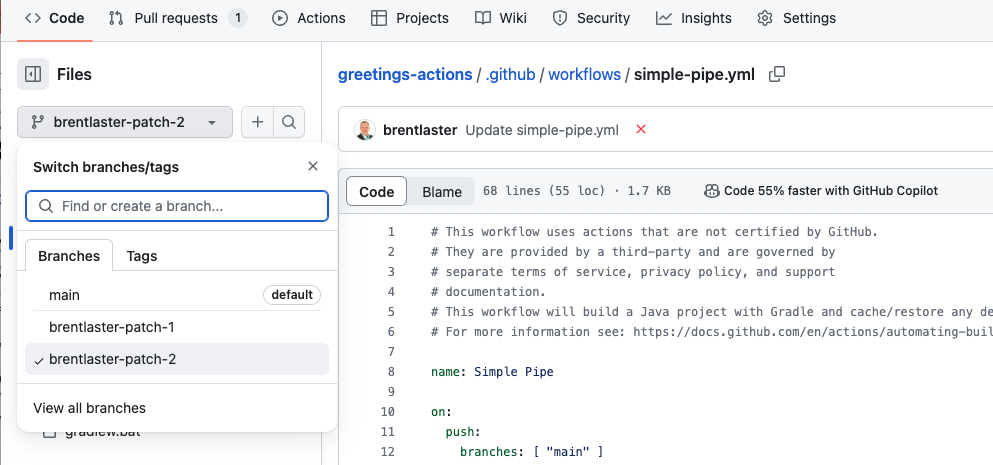 Code Pull requests 1 Actions Projects Wiki Security Insights Settings
Files
greetings-actions / .github / workflows / simple-pipe.yml
brentlaster-patch-2
brentlaster Update simple-pipe.yml
Switch branches/tags
Find or create a branch...
Branches Tags
main default
brentlaster-patch-1
brentlaster-patch-2
View all branches
gradlew.bat
Code Blame 68 lines (55 loc) · 1.7 KB Code 55% faster with GitHub Copilot
1 # This workflow uses actions that are not certified by GitHub.
2 # They are provided by a third-party and are governed by
3 # separate terms of service, privacy policy, and support
4 # documentation.
5 # This workflow will build a Java project with Gradle and cache/restore any de
6 # For more information see: https://docs.github.com/en/actions/automating-buil
7
8 name: Simple Pipe
9
10 on:
11 push:
12 branches: [ "main" ]